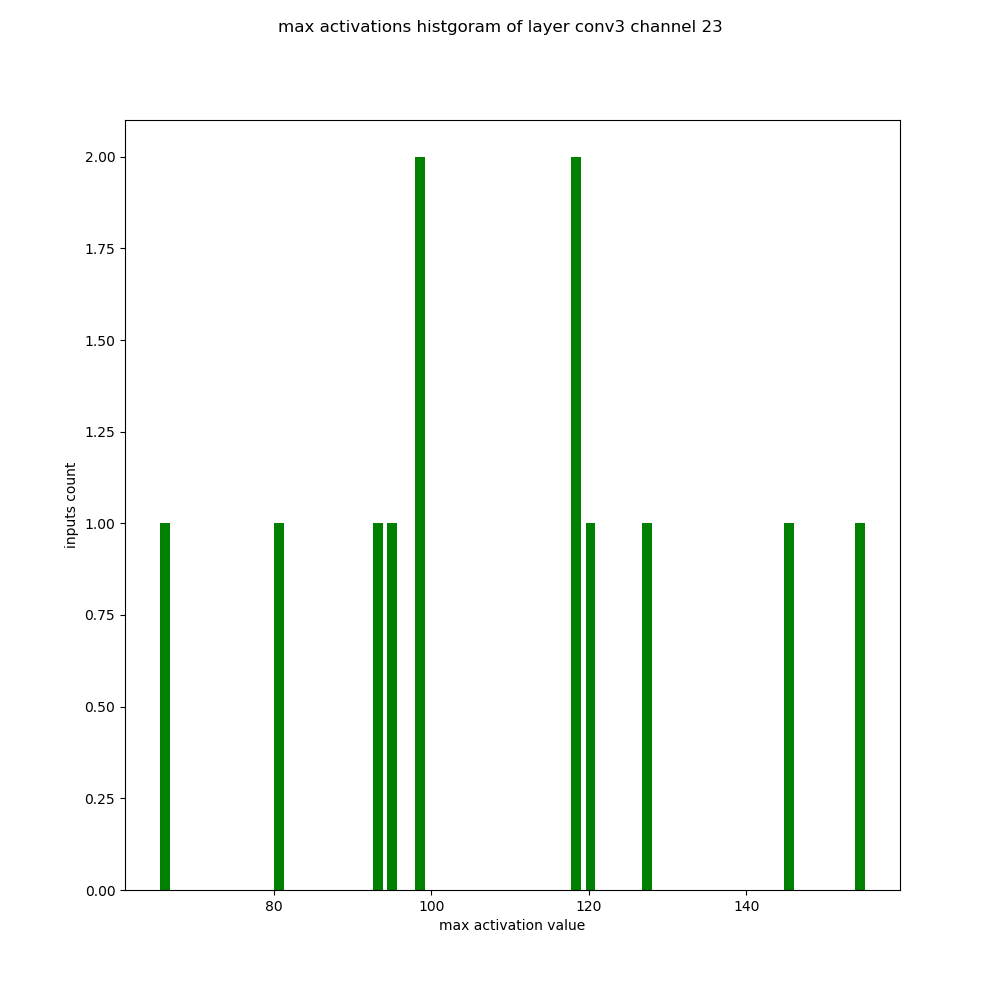 max activations histgoram of layer conv3 channel 23
2.00
1.75
1.50
1.25
1.00
0.75
0.50
0.25
0.00
inputs count
80 100 120 140
max activation value